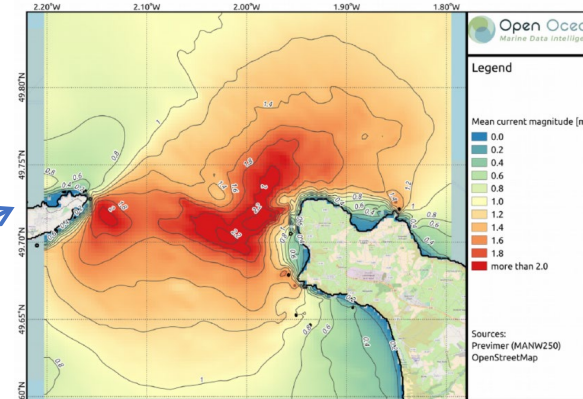 2.20°W 2.10°W 2.00°W 1.90°W 1.80°W
49.80°N
49.75°N
49.70°N
49.65°N
60°N
Open Ocea
Marine Data Intellige
Legend
Mean current magnitude [m
0.0
0.2
0.4
0.6
0.8
1.0
1.2
1.4
1.6
1.8
more than 2.0
Sources:
Previmer (MANW250)
OpenStreetMap